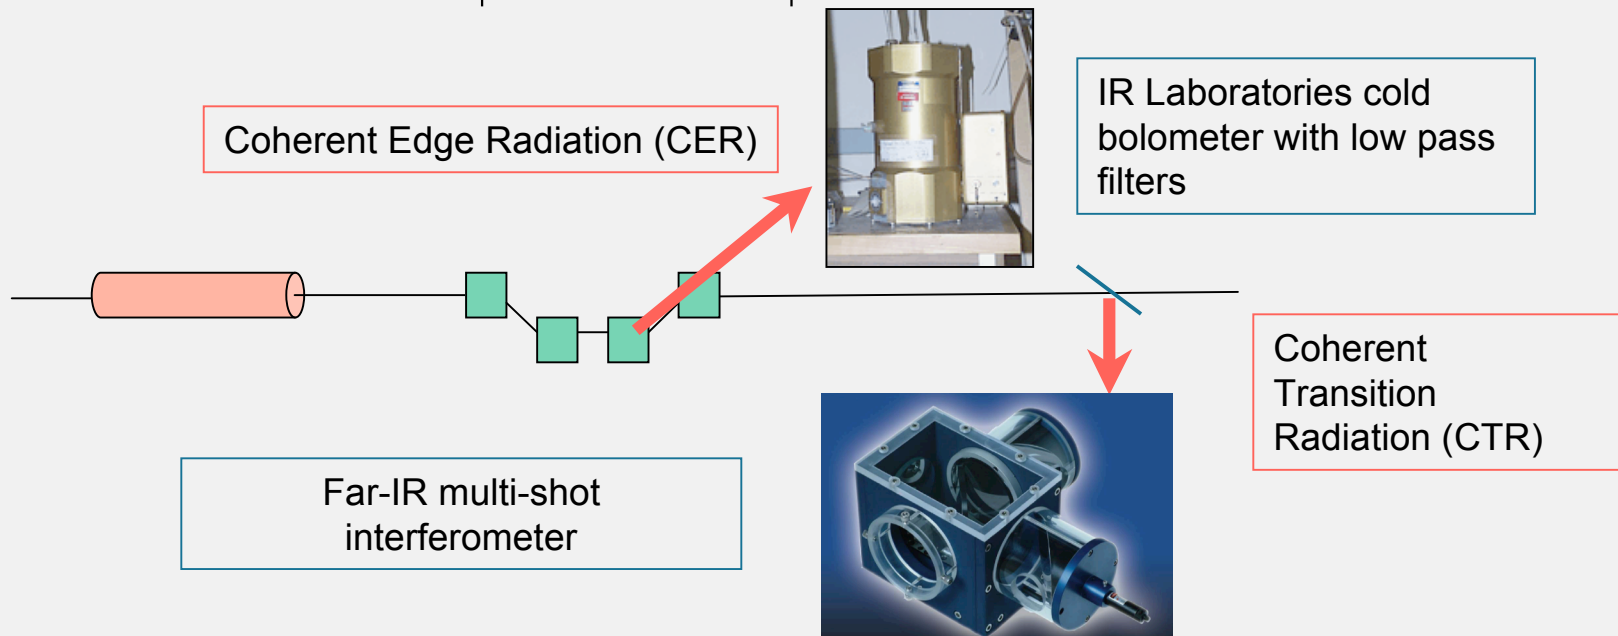 Coherent Edge Radiation (CER)
IR Laboratories cold
bolometer with low pass
filters
Coherent
Transition
Radiation (CTR)
Far-IR multi-shot
interferometer